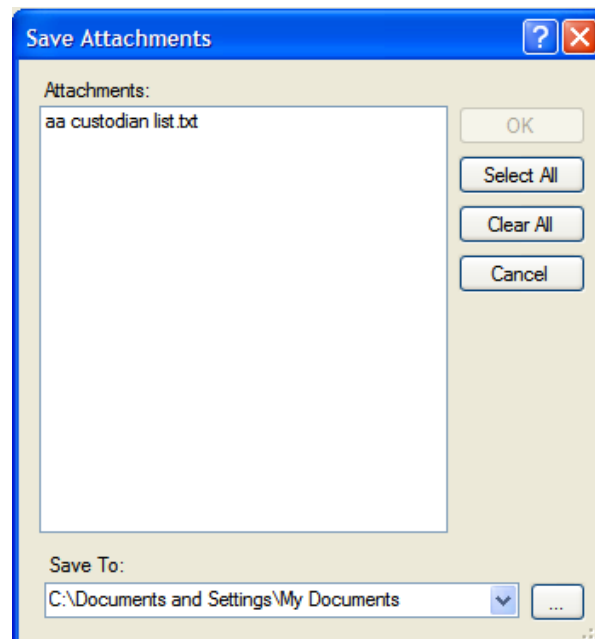 Save Attachments
?
Attachments:
aa custodian list.txt
OK
Select All
Clear All
Cancel
Save To:
C:\Documents and Settings\My Documents
...